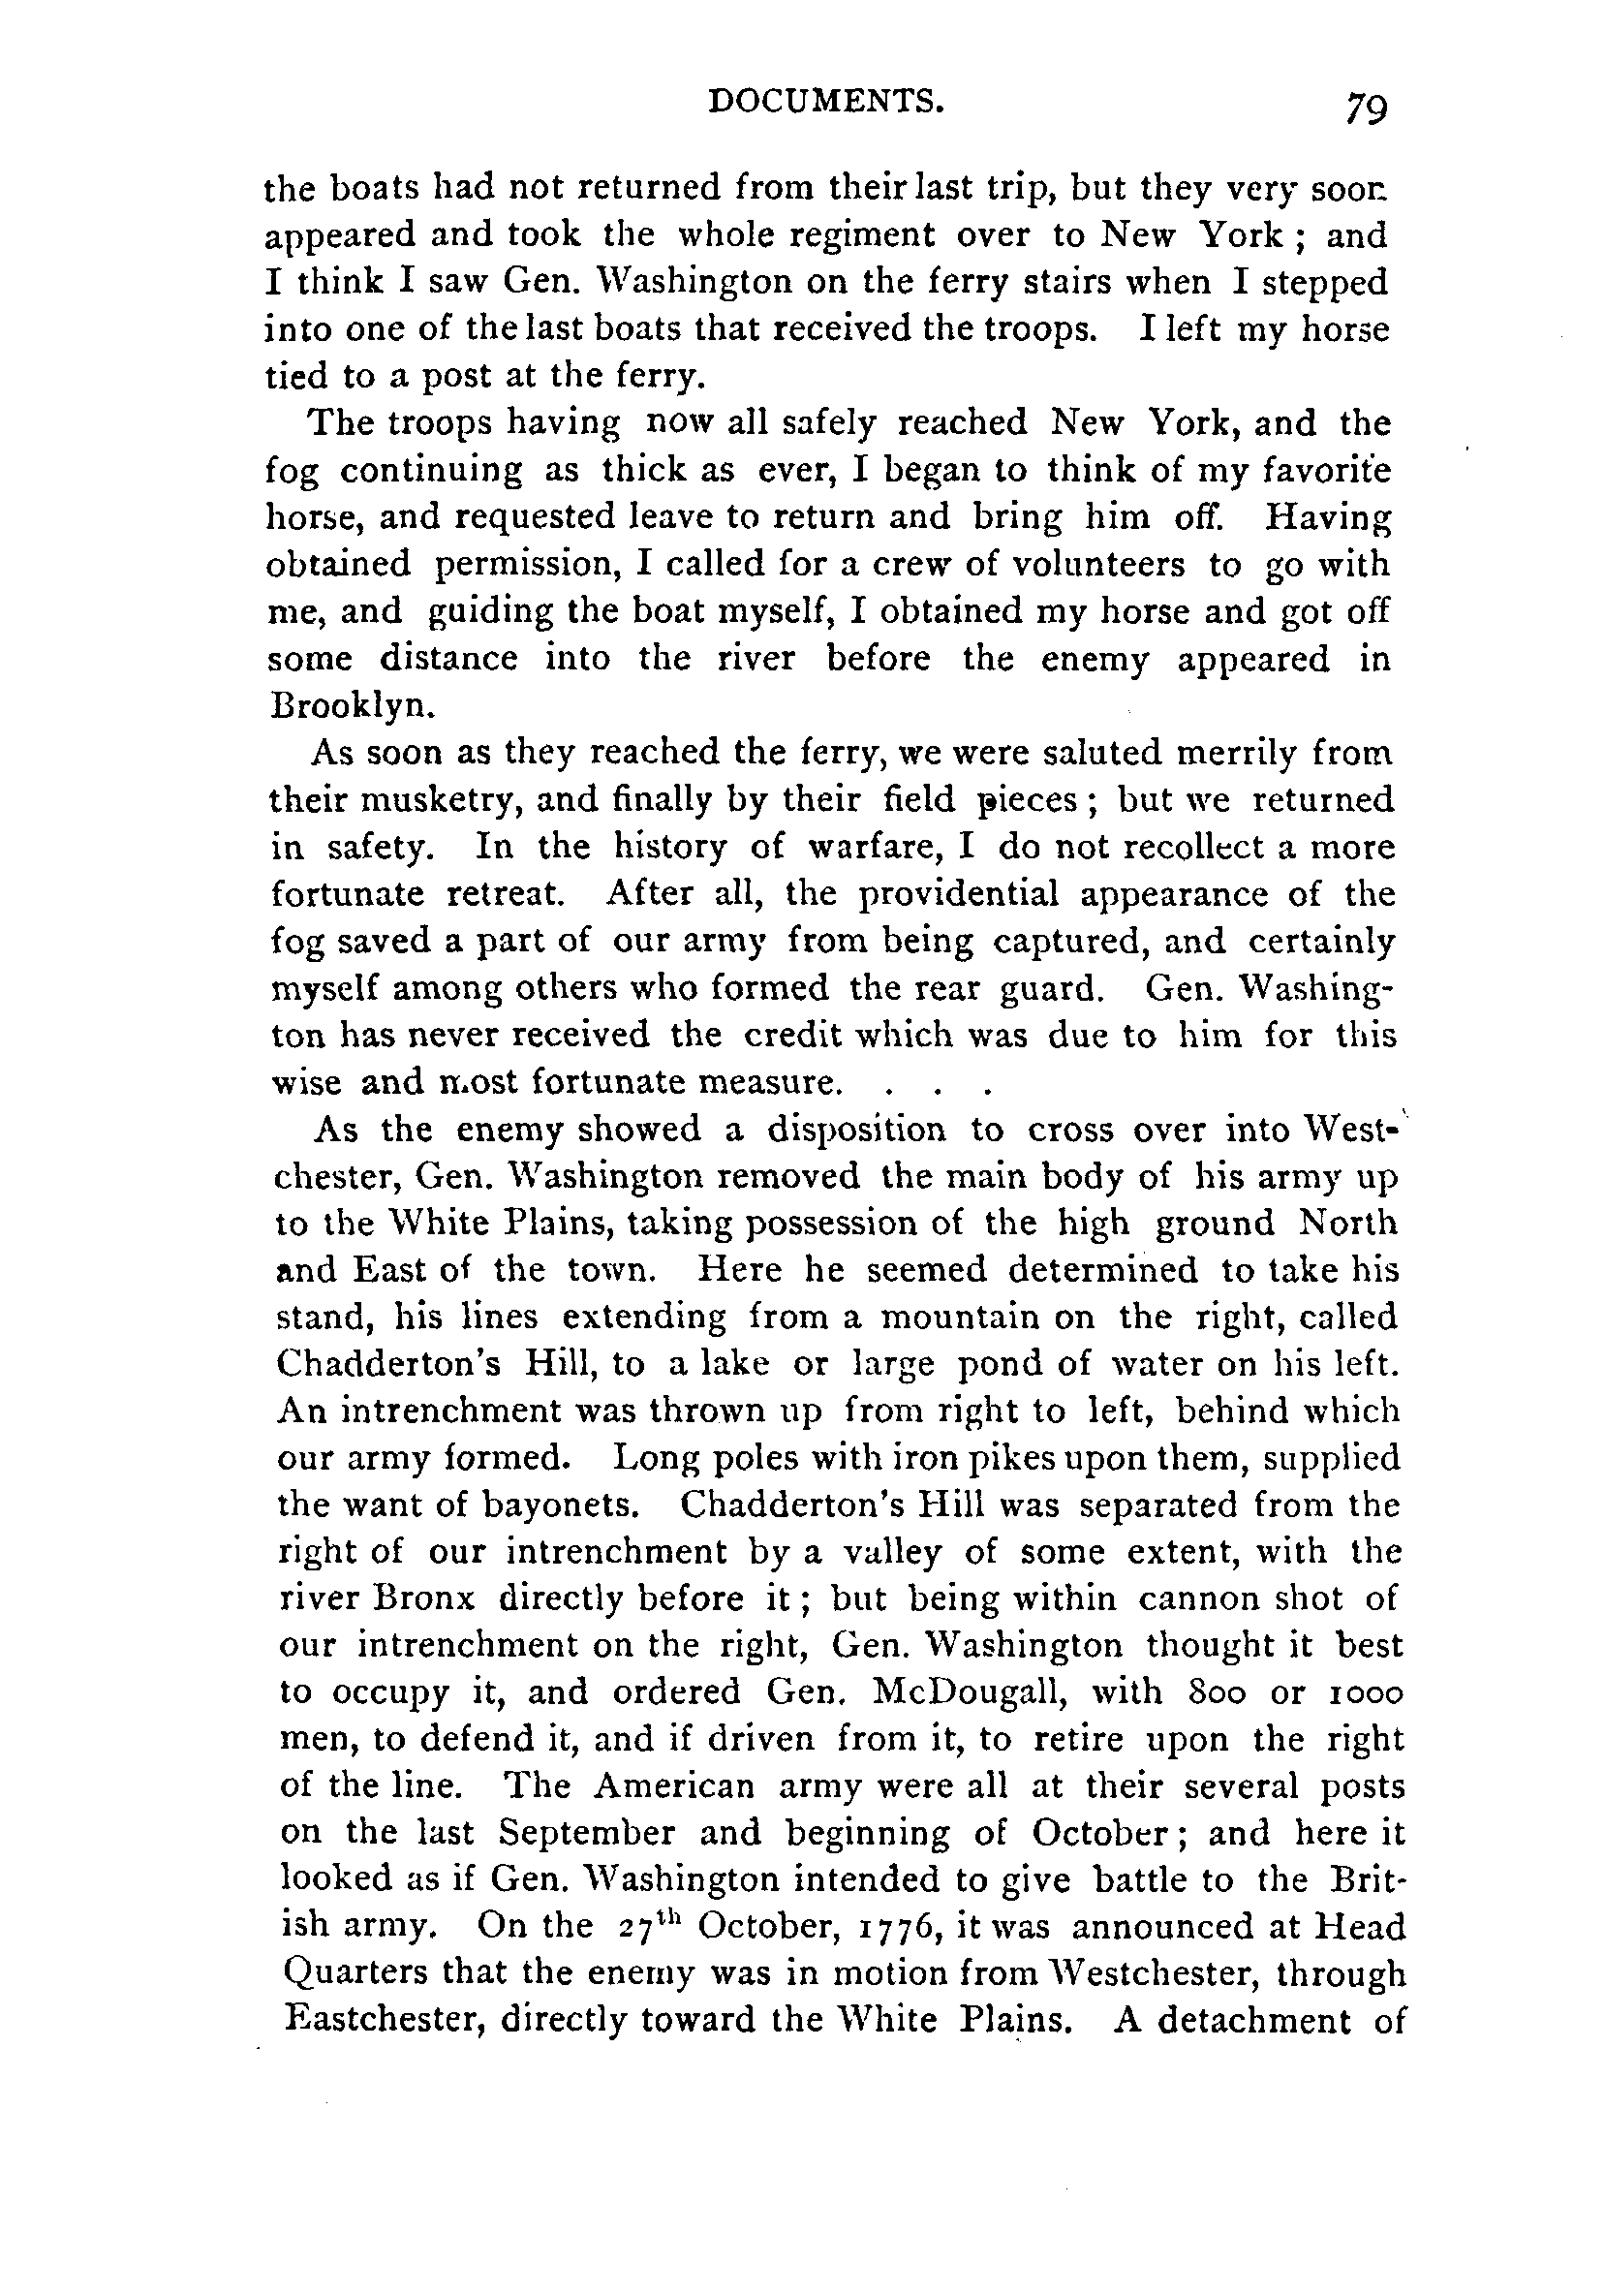 DOCUMENTS. 79
the boats had not returned from their last trip, but they very soon
appeared and took the whole regiment over to New York ; and
I think I saw Gen. Washington on the ferry stairs when I stepped
into one of the last boats that received the troops. I left my horse
tied to a post at the ferry.
The troops having now all safely reached New York, and the
fog continuing as thick as ever, I began to think of my favorite
horse, and requested leave to return and bring him off. Having
obtained permission, I called for a crew of volunteers to go with
me, and guiding the boat myself, I obtained my horse and got off
some distance into the river before the enemy appeared in
Brooklyn.
As soon as they reached the ferry, we were saluted merrily from
their musketry, and finally by their field pieces ; but we returned
in safety. In the history of warfare, I do not recollect a more
fortunate retreat. After all, the providential appearance of the
fog saved a part of our army from being captured, and certainly
myself among others who formed the rear guard. Gen. Washing-
ton has never received the credit which was due to him for this
wise and most fortunate measure. . . .
As the enemy showed a disposition to cross over into West-
chester, Gen. Washington removed the main body of his army up
to the White Plains, taking possession of the high ground North
and East of the town. Here he seemed determined to take his
stand, his lines extending from a mountain on the right, called
Chadderton's Hill, to a lake or large pond of water on his left.
An intrenchment was thrown up from right to left, behind which
our army formed. Long poles with iron pikes upon them, supplied
the want of bayonets. Chadderton's Hill was separated from the
right of our intrenchment by a valley of some extent, with the
river Bronx directly before it ; but being within cannon shot of
our intrenchment on the right, Gen. Washington thought it best
to occupy it, and ordered Gen. McDougall, with 800 or 1000
men, to defend it, and if driven from it, to retire upon the right
of the line. The American army were all at their several posts
on the last September and beginning of October ; and here it
looked as if Gen. Washington intended to give battle to the Brit-
ish army. On the 27th October, 1776, it was announced at Head
Quarters that the enemy was in motion from Westchester, through
Eastchester, directly toward the White Plains. A detachment of